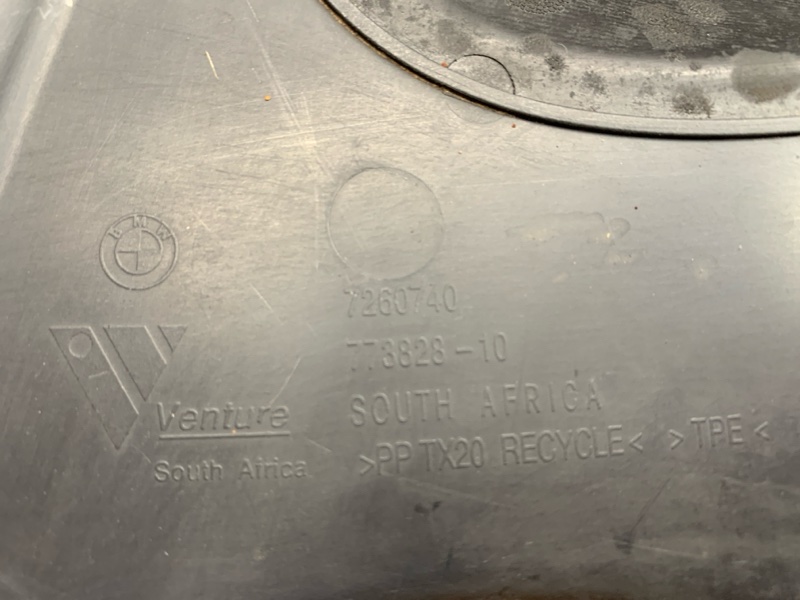 BMW
7260740
773828-10
SOUTH AFRICA
>PP TX20 RECYCLE< >TPE<
Venture
South Africa